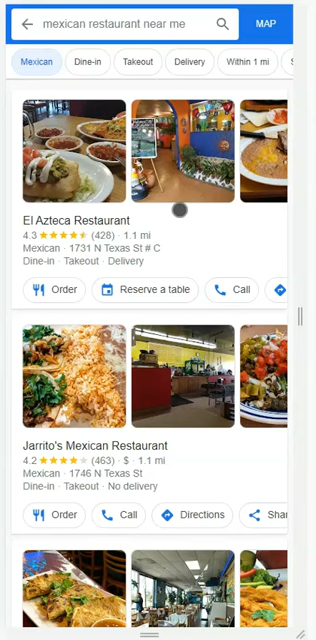 mexican restaurant near me
MAP
Mexican
Dine-in
Takeout
Delivery
Within 1 mi
El Azteca Restaurant
4.3 (428) · 1.1 mi
Mexican · 1731 N Texas St # C
Dine-in · Takeout · Delivery
Order
Reserve a table
Call
Jarrito's Mexican Restaurant
4.2 (463) · $ · 1.1 mi
Mexican · 1746 N Texas St
Dine-in · Takeout · No delivery
Order
Call
Directions
Shar